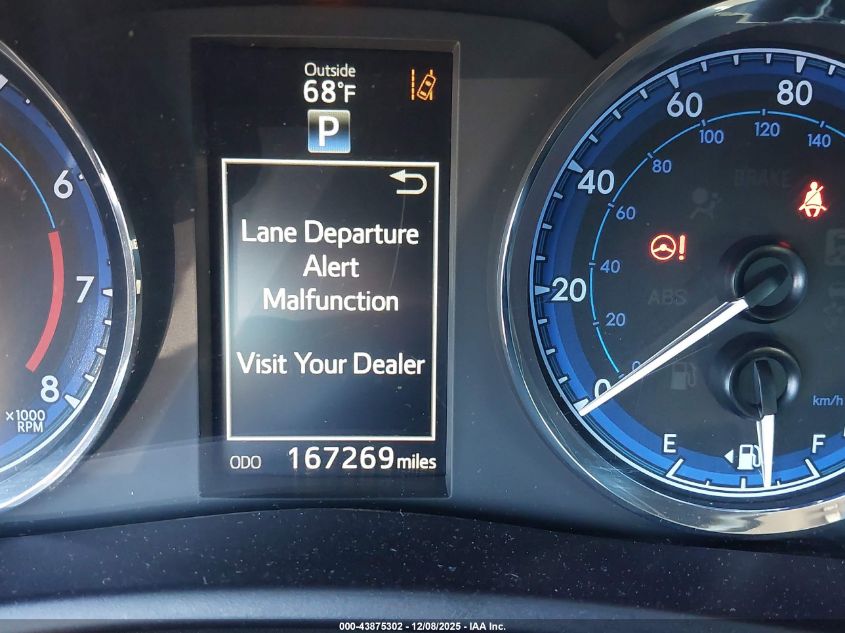 Outside
68°F
P
Lane Departure
Alert
Malfunction
Visit Your Dealer
ODO 167269 miles
6
7
8
×1000
RPM
0
20
40
60
80
0
20
40
60
80
100
120
140
km/h
BRAKE
ABS
!
E
F
000-43875302 - 12/08/2025 - IAA Inc.